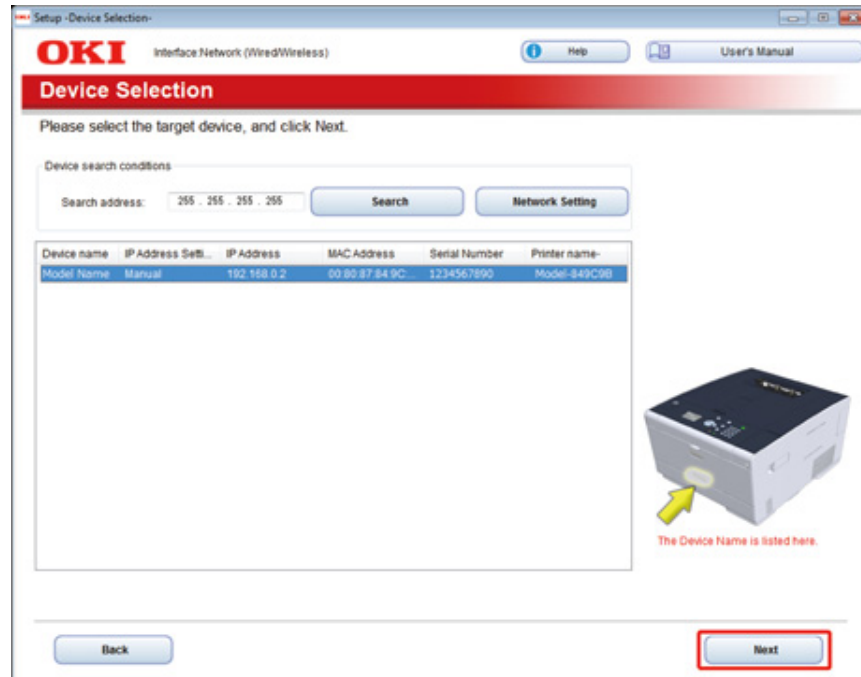 Setup -Device Selection-
OKI Interface:Network (Wired/Wireless) Help User's Manual
Device Selection
Please select the target device, and click Next.
Device search conditions
Search address: 255 . 255 . 255 . 255 Search Network Setting
Device name IP Address Setti... IP Address MAC Address Serial Number Printer name-
Model Name Manual 192.168.0.2 00:80:87:84:9C:... 1234567890 Model-849C9B
The Device Name is listed here.
Back Next